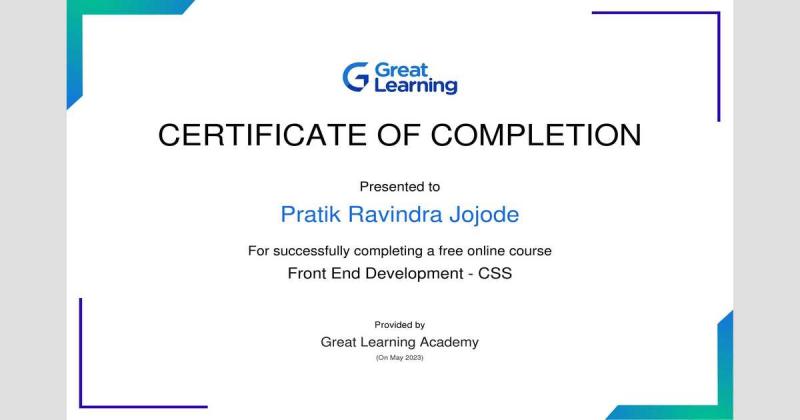 Great
Learning
CERTIFICATE OF COMPLETION
Presented to
Pratik Ravindra Jojode
For successfully completing a free online course
Front End Development - CSS
Provided by
Great Learning Academy
(On May 2023)